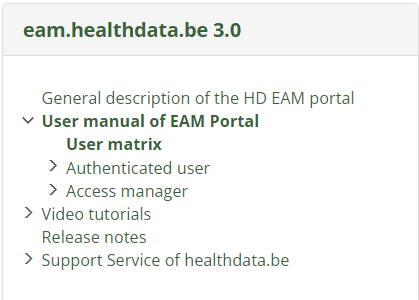 eam.healthdata.be 3.0
General description of the HD EAM portal
User manual of EAM Portal
User matrix
Authenticated user
Access manager
Video tutorials
Release notes
Support Service of healthdata.be